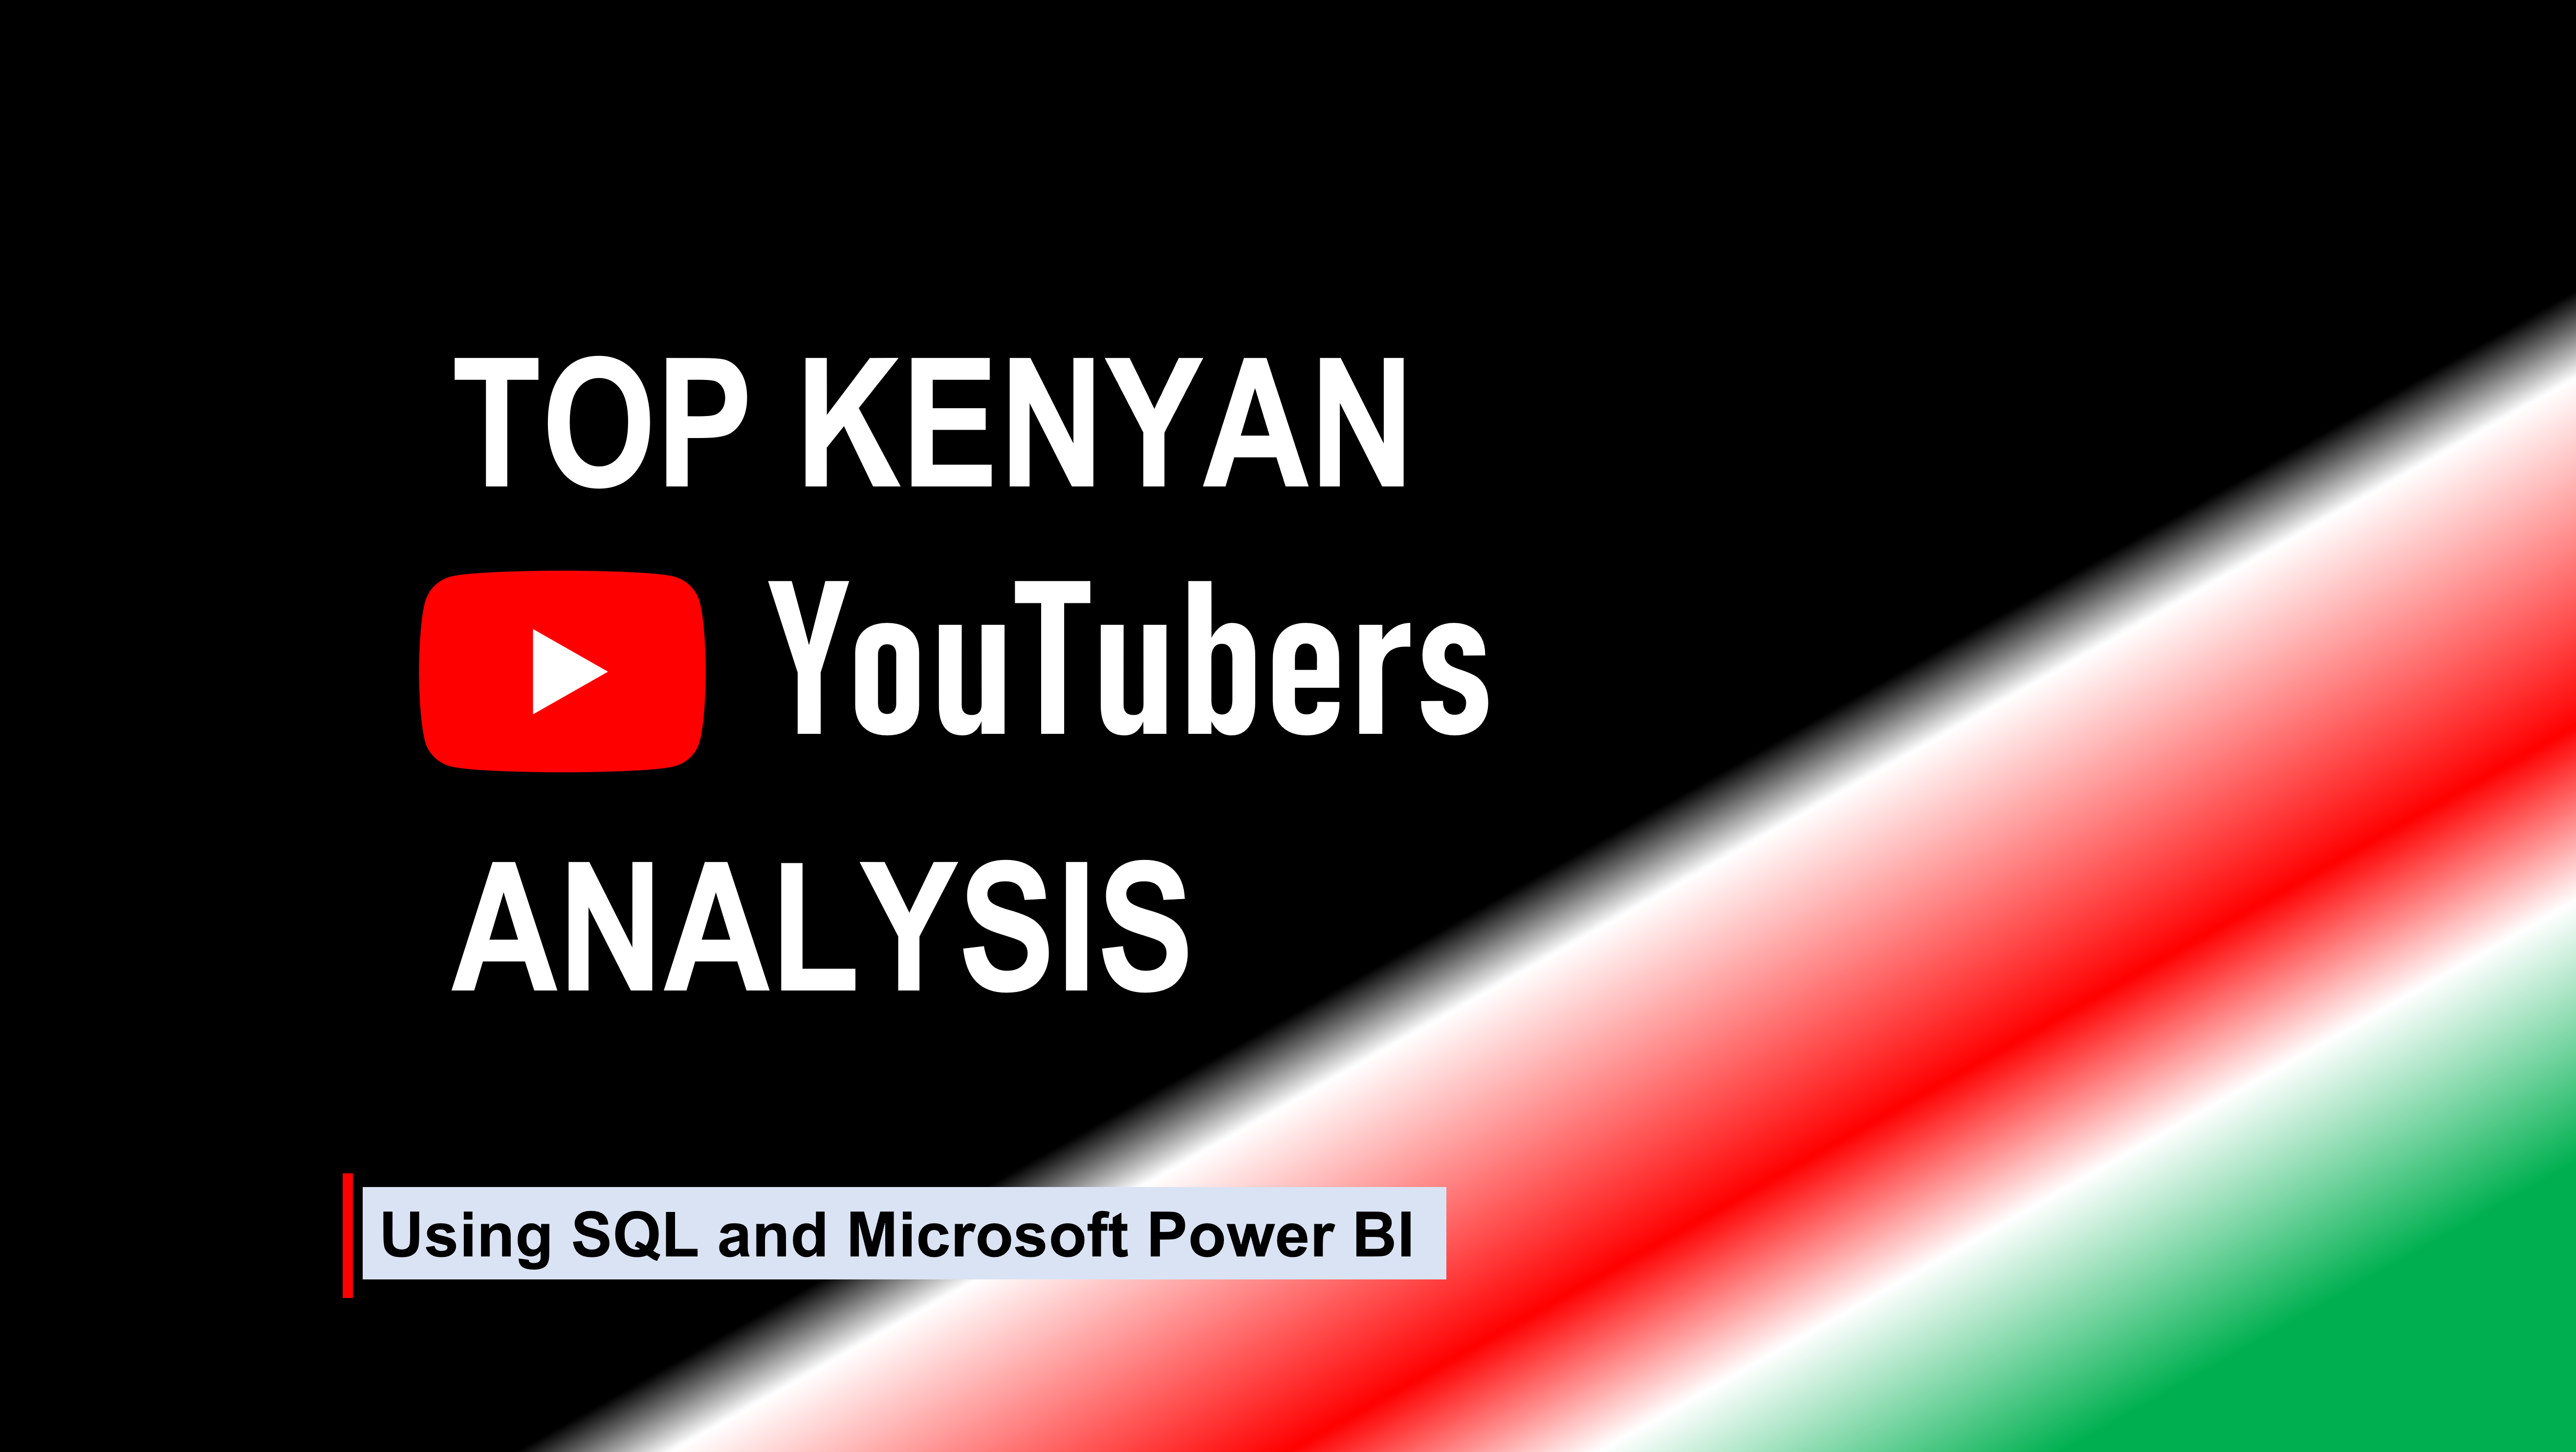 TOP KENYAN
YouTubers
ANALYSIS
Using SQL and Microsoft Power BI